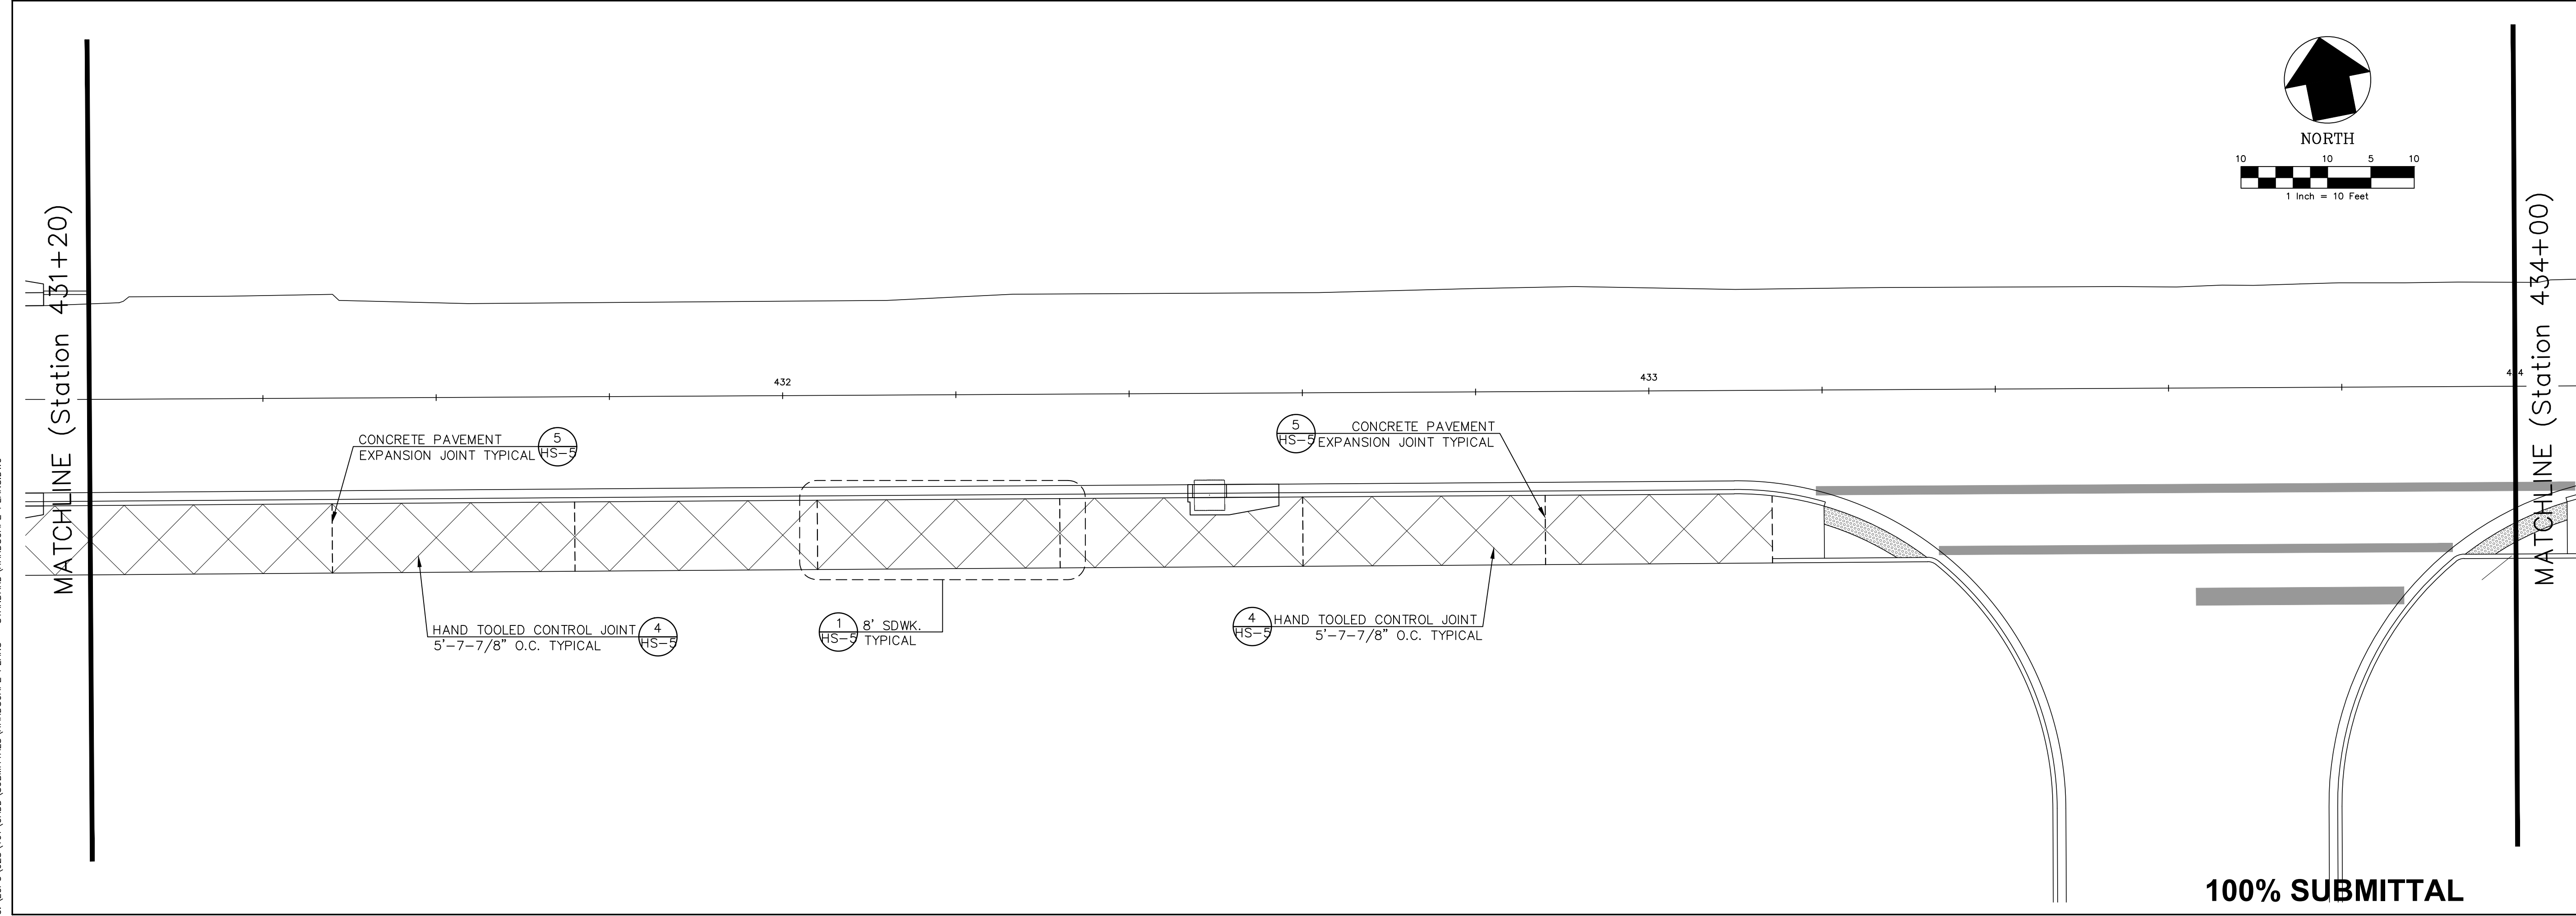 NORTH
10 10 5 10
1 Inch = 10 Feet
MATCHLINE (Station 431+20)
MATCHLINE (Station 434+00)
432
433
CONCRETE PAVEMENT
EXPANSION JOINT TYPICAL
5
HS-5
5
HS-5
CONCRETE PAVEMENT
EXPANSION JOINT TYPICAL
HAND TOOLED CONTROL JOINT
5'-7-7/8" O.C. TYPICAL
4
HS-5
1
HS-5
8' SDWK.
TYPICAL
4
HS-5
HAND TOOLED CONTROL JOINT
5'-7-7/8" O.C. TYPICAL
100% SUBMITTAL